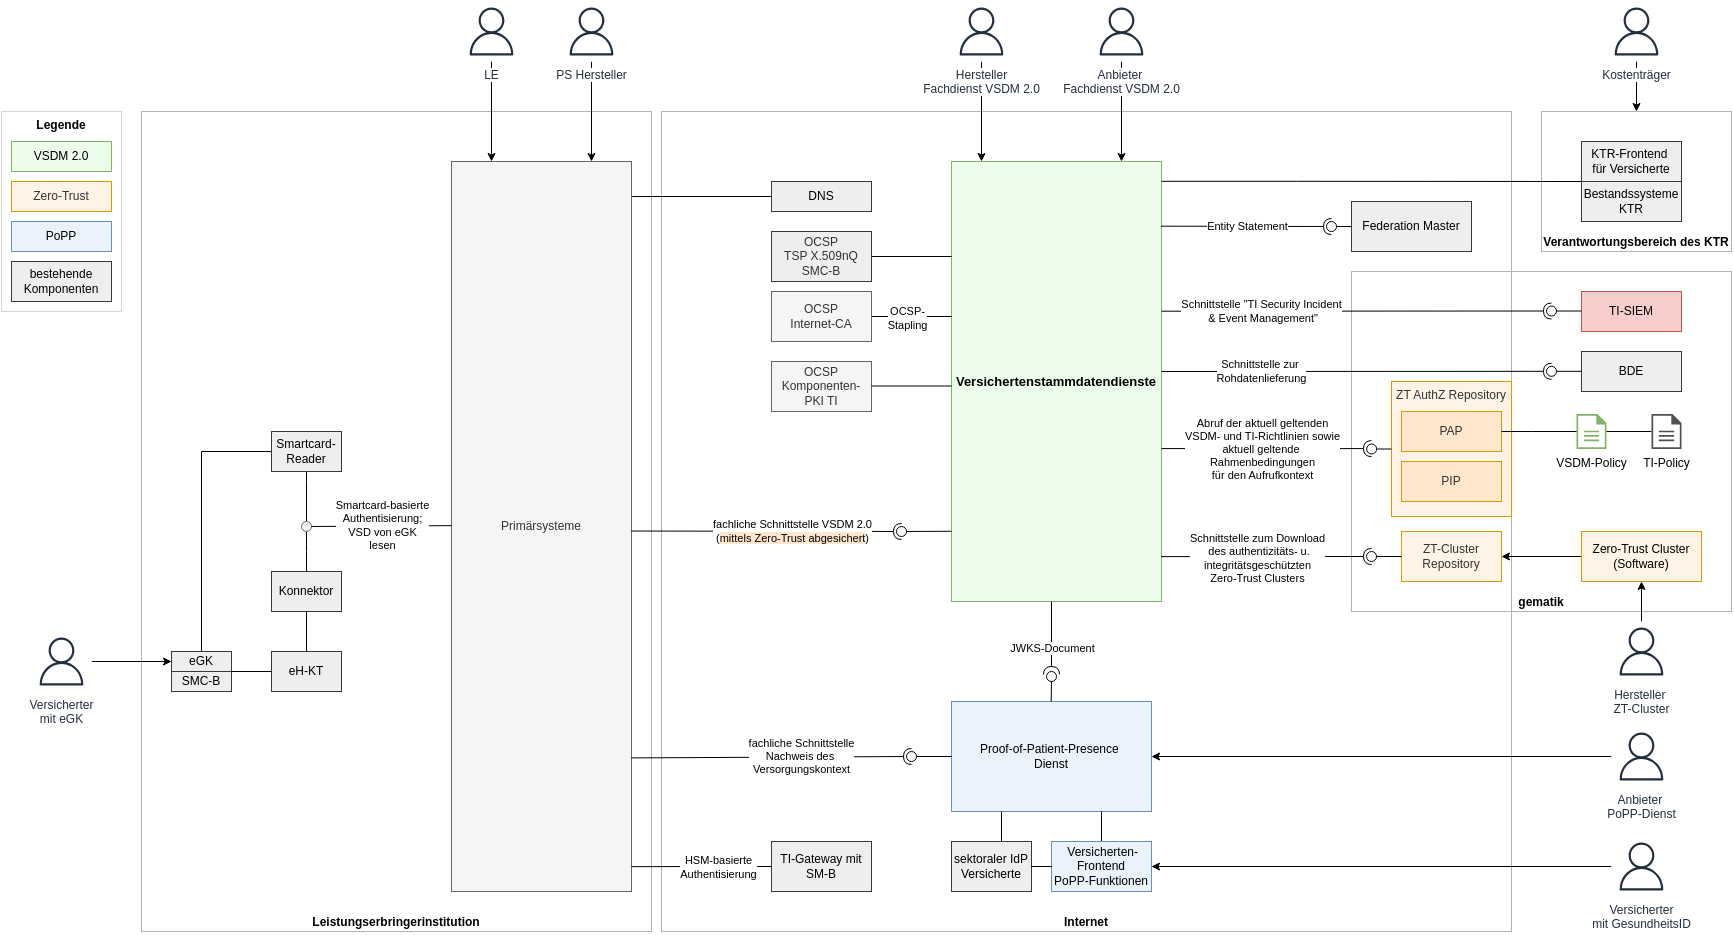 LE
PS Hersteller
Hersteller
Fachdienst VSDM 2.0
Anbieter
Fachdienst VSDM 2.0
Kostenträger
Legende
VSDM 2.0
Zero-Trust
PoPP
bestehende
Komponenten
Versicherter
mit eGK
Smartcard-
Reader
Konnektor
eGK
SMC-B
eH-KT
Smartcard-basierte
Authentisierung;
VSD von eGK
lesen
Primärsysteme
Leistungserbringerinstitution
DNS
OCSP
TSP X.509nQ
SMC-B
OCSP
Internet-CA
OCSP-
Stapling
OCSP
Komponenten-
PKI TI
fachliche Schnittstelle VSDM 2.0
(mittels Zero-Trust abgesichert)
Versichertenstammdatendienste
JWKS-Document
fachliche Schnittstelle
Nachweis des
Versorgungskontext
Proof-of-Patient-Presence
Dienst
HSM-basierte
Authentisierung
TI-Gateway mit
SM-B
sektoraler IdP
Versicherte
Versicherten-
Frontend
PoPP-Funktionen
Internet
Entity Statement
Federation Master
KTR-Frontend
für Versicherte
Bestandssysteme
KTR
Verantwortungsbereich des KTR
Schnittstelle "TI Security Incident
& Event Management"
TI-SIEM
Schnittstelle zur
Rohdatenlieferung
BDE
Abruf der aktuell geltenden
VSDM- und TI-Richtlinien sowie
aktuell geltende
Rahmenbedingungen
für den Aufrufkontext
ZT AuthZ Repository
PAP
PIP
VSDM-Policy
TI-Policy
Schnittstelle zum Download
des authentizitäts- u.
integritätsgeschützten
Zero-Trust Clusters
ZT-Cluster
Repository
Zero-Trust Cluster
(Software)
gematik
Hersteller
ZT-Cluster
Anbieter
PoPP-Dienst
Versicherter
mit GesundheitsID